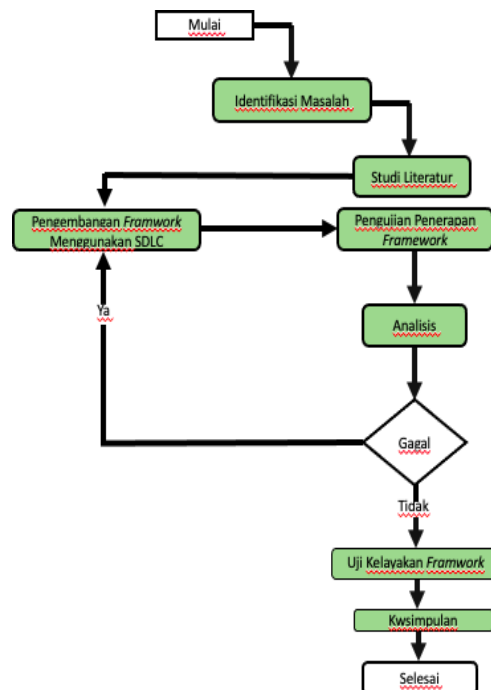 Mulai
Identifikasi Masalah
Studi Literatur
Pengembangan Framwork
Menggunakan SDLC
Pengujian Penerapan
Framework
Analisis
Ya
Gagal
Tidak
Uji Kelayakan Framwork
Kwsimpulan
Selesai